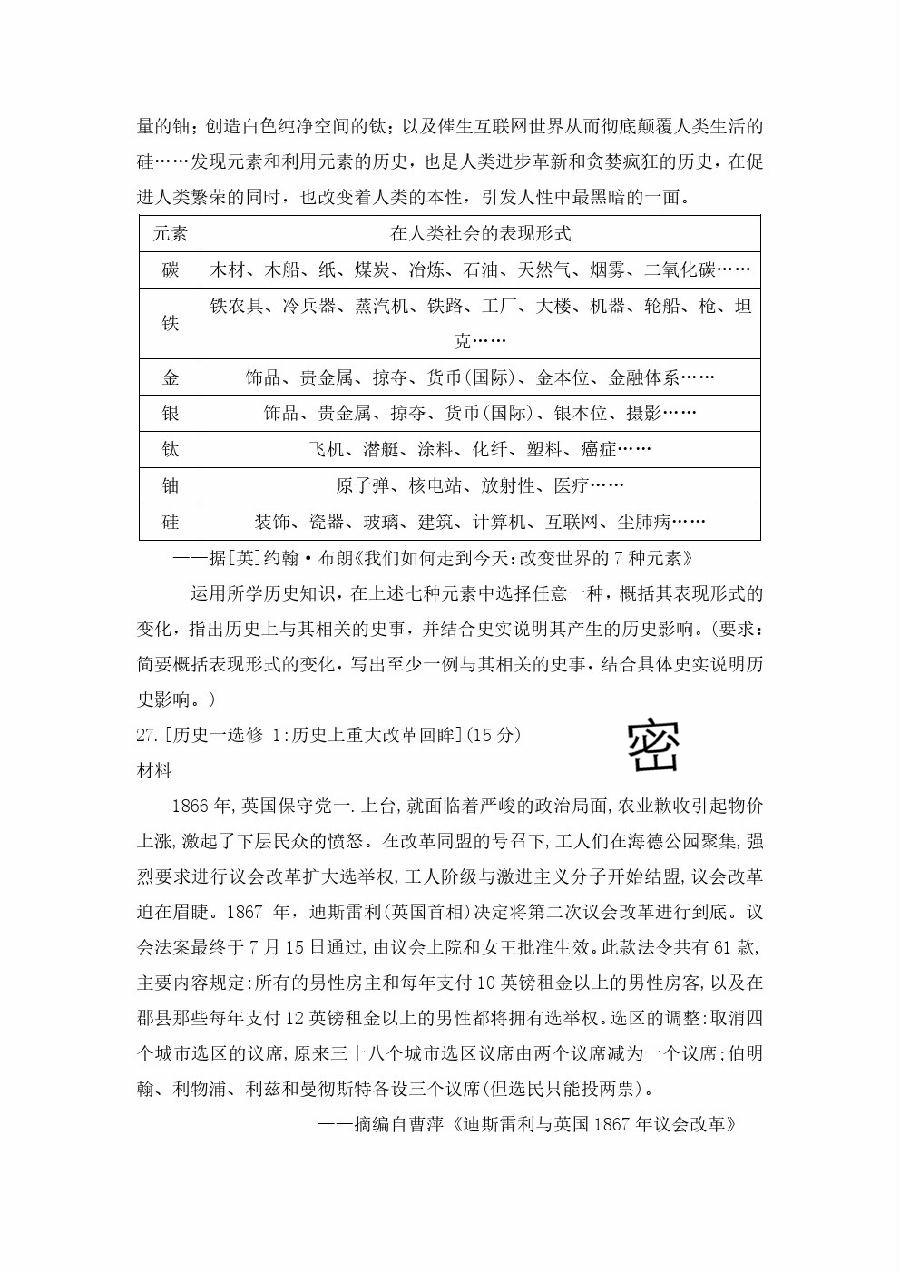 量的铀；创造白色纯净空间的钛；以及催生互联网世界从而彻底颠覆人类生活的
硅……发现元素和利用元素的历史，也是人类进步革新和贪婪疯狂的历史，在促
进人类繁荣的同时，也改变着人类的本性，引发人性中最黑暗的一面。
元素 在人类社会的表现形式
碳 木材、木船、纸、煤炭、冶炼、石油、天然气、烟雾、二氧化碳……
铁 铁农具、冷兵器、蒸汽机、铁路、工厂、大楼、机器、轮船、枪、坦
克……
金 饰品、贵金属、掠夺、货币(国际)、金本位、金融体系……
银 饰品、贵金属、掠夺、货币(国际)、银本位、摄影……
钛 飞机、潜艇、涂料、化纤、塑料、癌症……
铀 原子弹、核电站、放射性、医疗……
硅 装饰、瓷器、玻璃、建筑、计算机、互联网、尘肺病……
——据[英]约翰·布朗《我们如何走到今天:改变世界的7种元素》
运用所学历史知识，在上述七种元素中选择任意一种，概括其表现形式的
变化，指出历史上与其相关的史事，并结合史实说明其产生的历史影响。(要求：
简要概括表现形式的变化，写出至少一例与其相关的史事，结合具体史实说明历
史影响。)
27.[历史一选修 1:历史上重大改革回眸](15分)
密
材料
1866年,英国保守党一.上台,就面临着严峻的政治局面,农业歉收引起物价
上涨,激起了下层民众的愤怒。在改革同盟的号召下,工人们在海德公园聚集,强
烈要求进行议会改革扩大选举权,工人阶级与激进主义分子开始结盟,议会改革
迫在眉睫。1867 年，迪斯雷利(英国首相)决定将第二次议会改革进行到底。议
会法案最终于7月15日通过,由议会上院和女王批准生效。此款法令共有61款,
主要内容规定:所有的男性房主和每年支付10英镑租金以上的男性房客,以及在
郡县那些每年支付12英镑租金以上的男性都将拥有选举权。选区的调整:取消四
个城市选区的议席,原来三十八个城市选区议席由两个议席减为一个议席;伯明
翰、利物浦、利兹和曼彻斯特各设三个议席(但选民只能投两票)。
——摘编自曹萍《迪斯雷利与英国1867年议会改革》